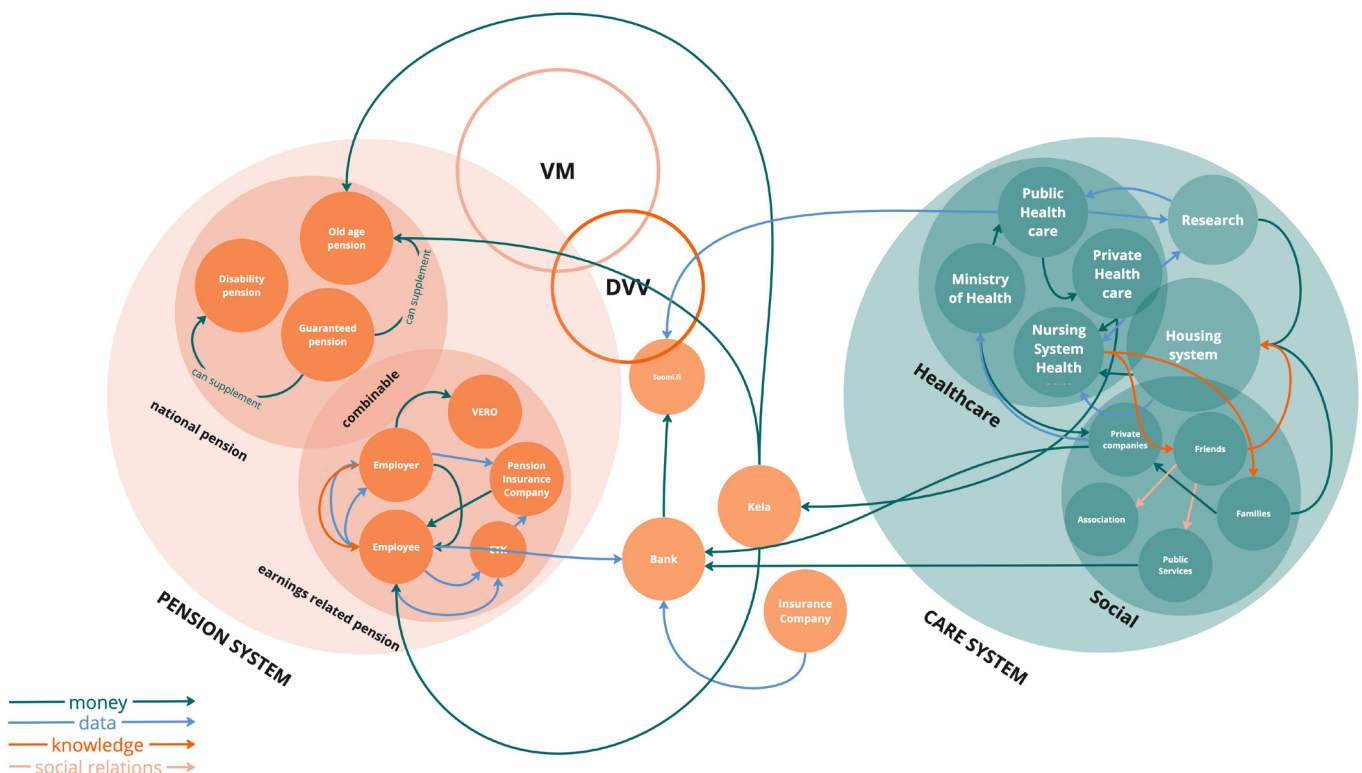 VM
DVV
Suomi.fi
Kela
Bank
Insurance
Company
Old age
pension
Disability
pension
Guaranteed
pension
can supplement
can supplement
national pension
combinable
VERO
Employer
Pension
Insurance
Company
Employee
ETK
earnings related pension
PENSION SYSTEM
Public
Health
care
Research
Private
Health
care
Ministry
of Health
Nursing
System
Health
Housing
system
Healthcare
Private
companies
Friends
Association
Families
Public
Services
Social
CARE SYSTEM
money
data
knowledge
social relations